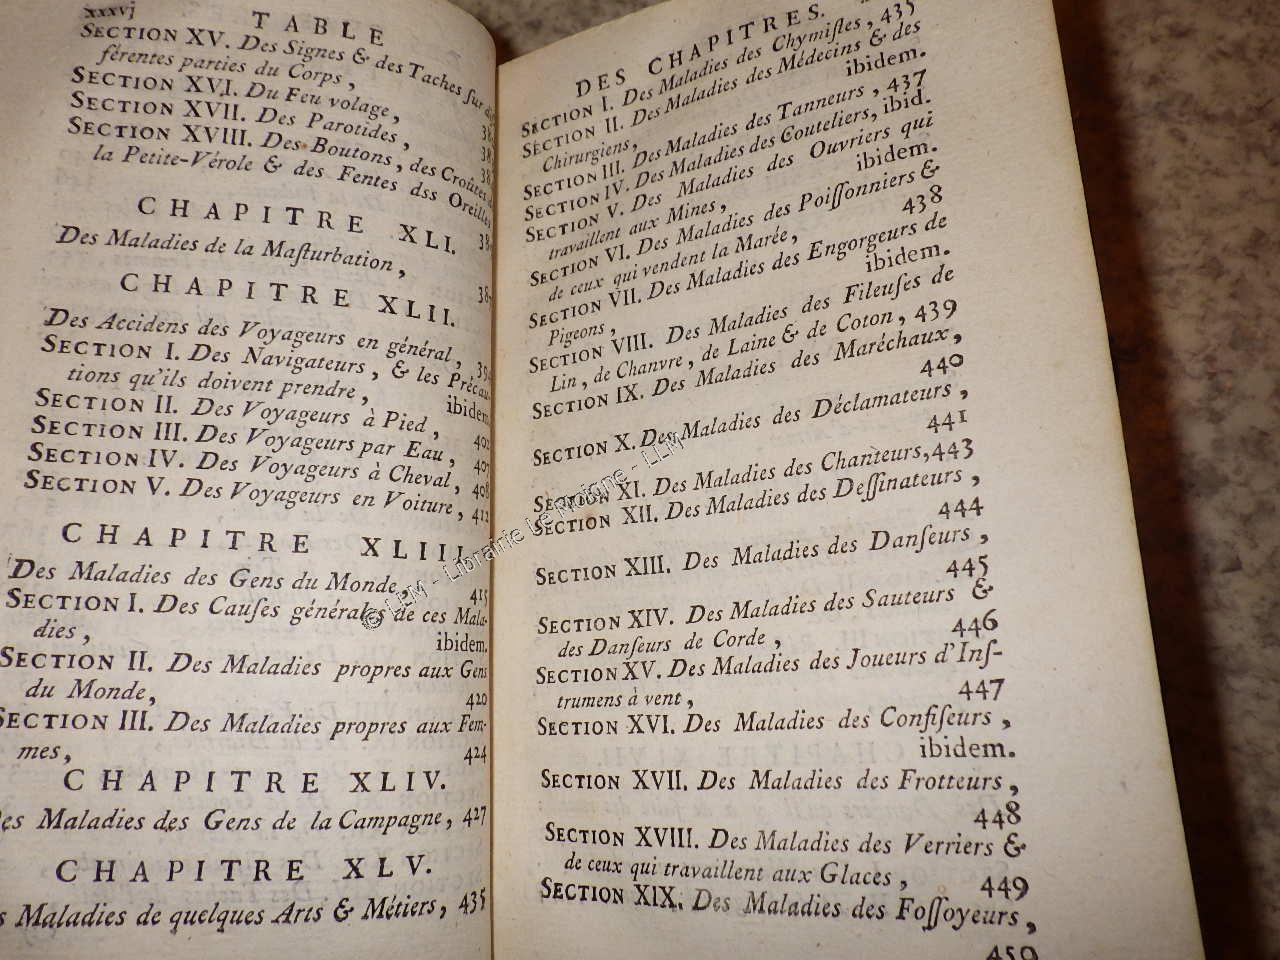 xxxvj TABLE
SECTION XV. Des Signes & des Taches sur
férentes parties du Corps,
SECTION XVI. Du Feu volage,
SECTION XVII. Des Parotides,
SECTION XVIII. Des Boutons, des Croûtes
la Petite-Vérole & des Fentes dss Oreilles
CHAPITRE XLI.
Des Maladies de la Maſturbation,
CHAPITRE XLII.
Des Accidens des Voyageurs en général,
SECTION I. Des Navigateurs, & les Précau-
tions qu'ils doivent prendre, ibidem.
SECTION II. Des Voyageurs à Pied, 402
SECTION III. Des Voyageurs par Eau, 407
SECTION IV. Des Voyageurs à Cheval, 408
SECTION V. Des Voyageurs en Voiture, 412
CHAPITRE XLIII.
Des Maladies des Gens du Monde, 415
SECTION I. Des Cauſes générales de ces Mala-
dies, ibidem.
SECTION II. Des Maladies propres aux Gens
du Monde, 420
SECTION III. Des Maladies propres aux Fem-
mes, 424
CHAPITRE XLIV.
Des Maladies des Gens de la Campagne, 427
CHAPITRE XLV.
Maladies de quelques Arts & Métiers, 435
DES CHAPITRES.
SECTION I. Des Maladies des Chymiſtes, 435
SECTION II. Des Maladies des Médecins & des
Chirurgiens, ibidem.
SECTION III. Des Maladies des Tanneurs, 437
SECTION IV. Des Maladies des Couteliers, ibid.
SECTION V. Des Maladies des Ouvriers qui
travaillent aux Mines, ibidem.
SECTION VI. Des Maladies des Poiſſonniers &
de ceux qui vendent la Marée, 438
SECTION VII. Des Maladies des Engorgeurs de
Pigeons, ibidem.
SECTION VIII. Des Maladies des Fileuſes de
Lin, de Chanvre, de Laine & de Coton, 439
SECTION IX. Des Maladies des Maréchaux,
440
SECTION X. Des Maladies des Déclamateurs,
441
SECTION XI. Des Maladies des Chanteurs, 443
SECTION XII. Des Maladies des Deſſinateurs,
444
SECTION XIII. Des Maladies des Danſeurs,
445
SECTION XIV. Des Maladies des Sauteurs &
des Danſeurs de Corde, 446
SECTION XV. Des Maladies des Joueurs d'Inſ-
trumens à vent, 447
SECTION XVI. Des Maladies des Confiſeurs,
ibidem.
SECTION XVII. Des Maladies des Frotteurs,
448
SECTION XVIII. Des Maladies des Verriers &
de ceux qui travaillent aux Glaces, 449
SECTION XIX. Des Maladies des Foſſoyeurs,
450
© LLM - Librairie Le Moigne - LLM